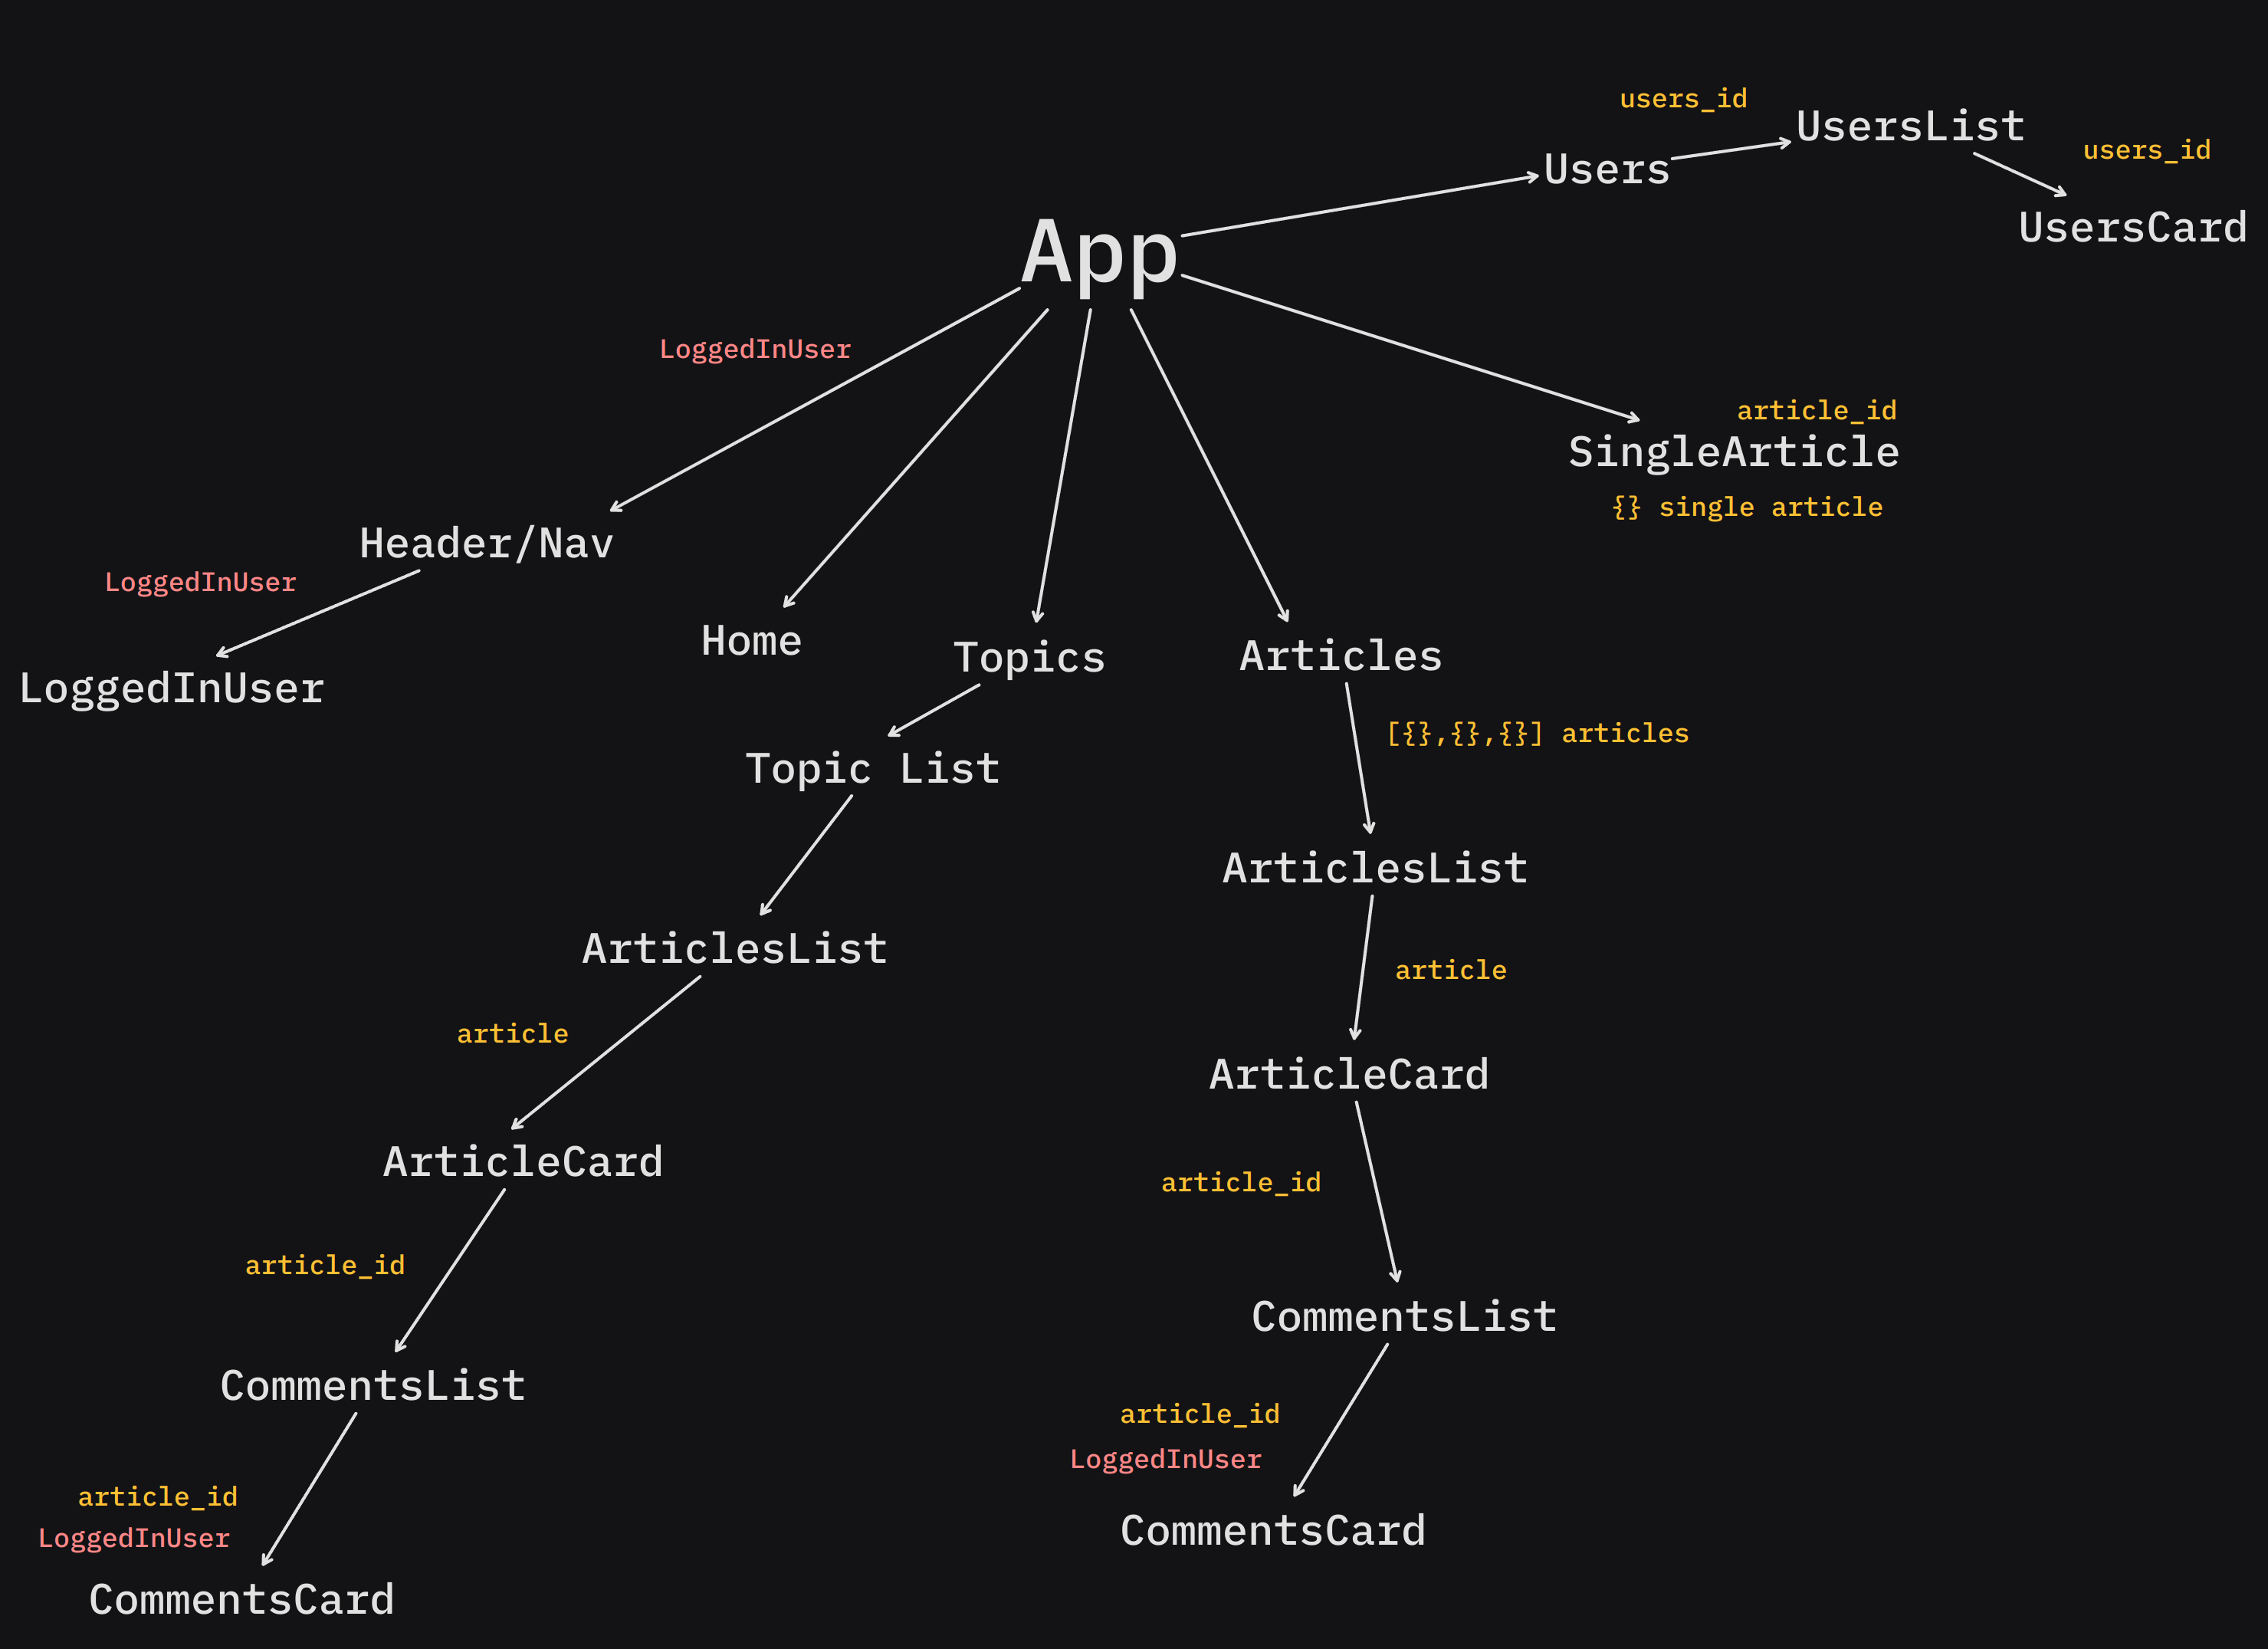 users_id
UsersList
users_id
Users
UsersCard
App
LoggedInUser
article_id
SingleArticle
{} single article
Header/Nav
LoggedInUser
LoggedInUser
Home
Topics
Articles
[{},{},{}] articles
Topic List
ArticlesList
ArticlesList
article
article
ArticleCard
ArticleCard
article_id
article_id
CommentsList
CommentsList
article_id
LoggedInUser
article_id
LoggedInUser
CommentsCard
CommentsCard